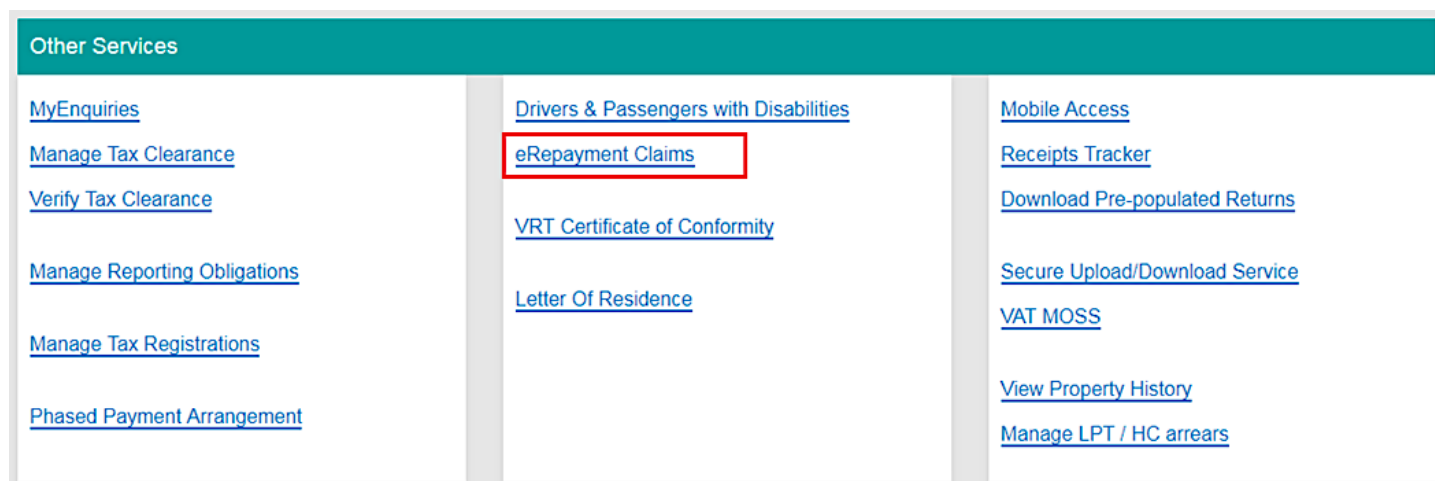 Other Services
MyEnquiries
Manage Tax Clearance
Verify Tax Clearance
Manage Reporting Obligations
Manage Tax Registrations
Phased Payment Arrangement
Drivers & Passengers with Disabilities
eRepayment Claims
VRT Certificate of Conformity
Letter Of Residence
Mobile Access
Receipts Tracker
Download Pre-populated Returns
Secure Upload/Download Service
VAT MOSS
View Property History
Manage LPT / HC arrears